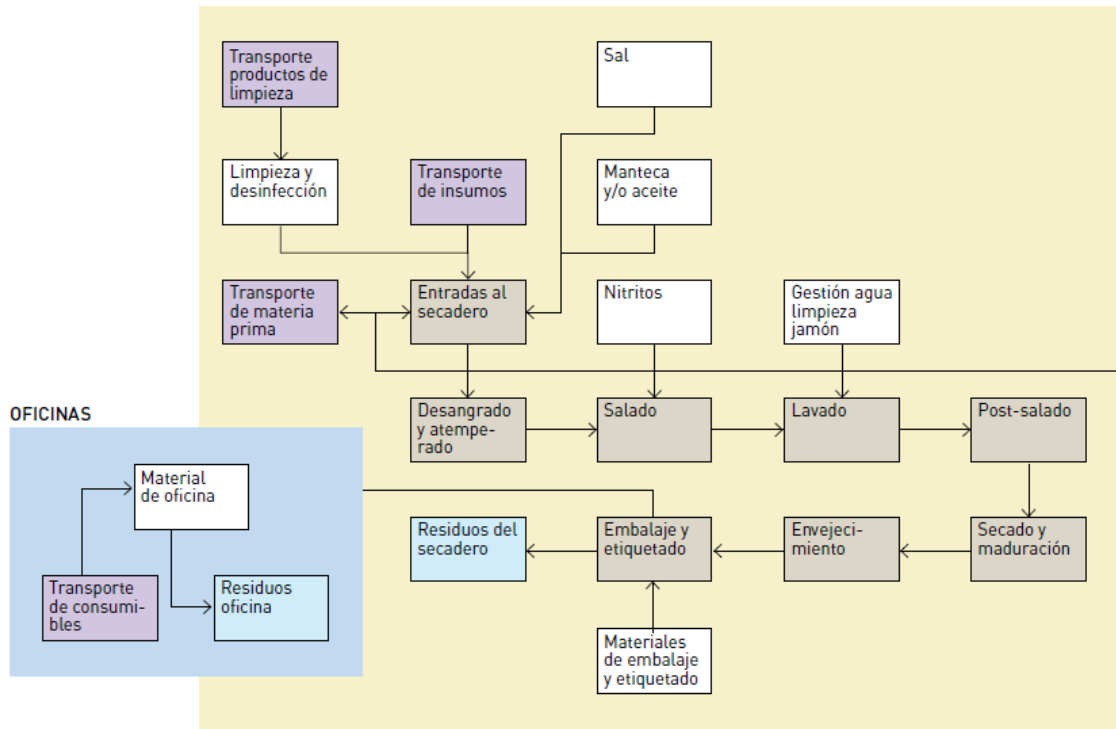 Transporte
productos de
limpieza
Sal
Limpieza y
desinfección
Transporte
de insumos
Manteca
y/o aceite
Transporte
de materia
prima
Entradas al
secadero
Nitritos
Gestión agua
limpieza
jamón
Desangrado
y atempe-
rado
Salado
Lavado
Post-salado
OFICINAS
Material
de oficina
Residuos del
secadero
Embalaje y
etiquetado
Envejeci-
miento
Secado y
maduración
Transporte
de consumi-
bles
Residuos
oficina
Materiales
de embalaje
y etiquetado